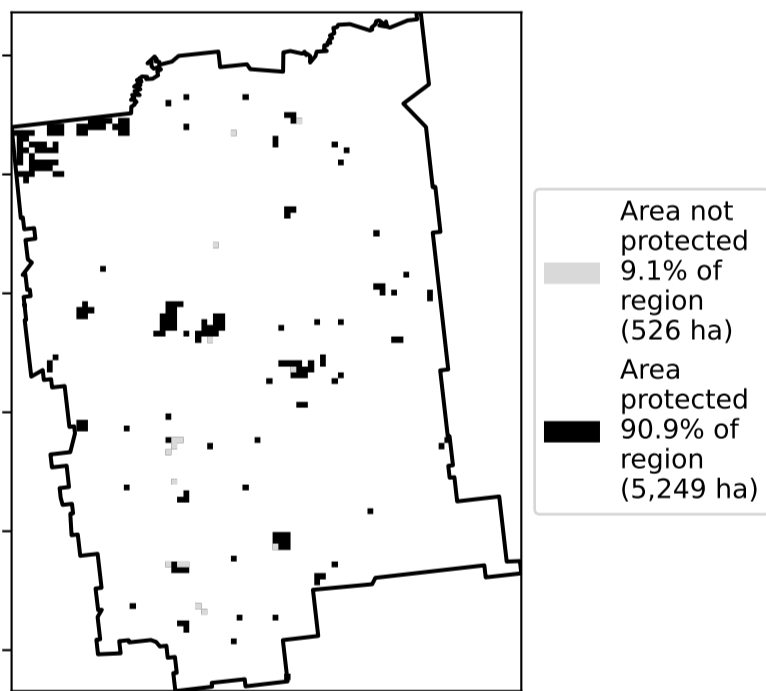 Area not
protected
9.1% of
region
(526 ha)
Area
protected
90.9% of
region
(5,249 ha)